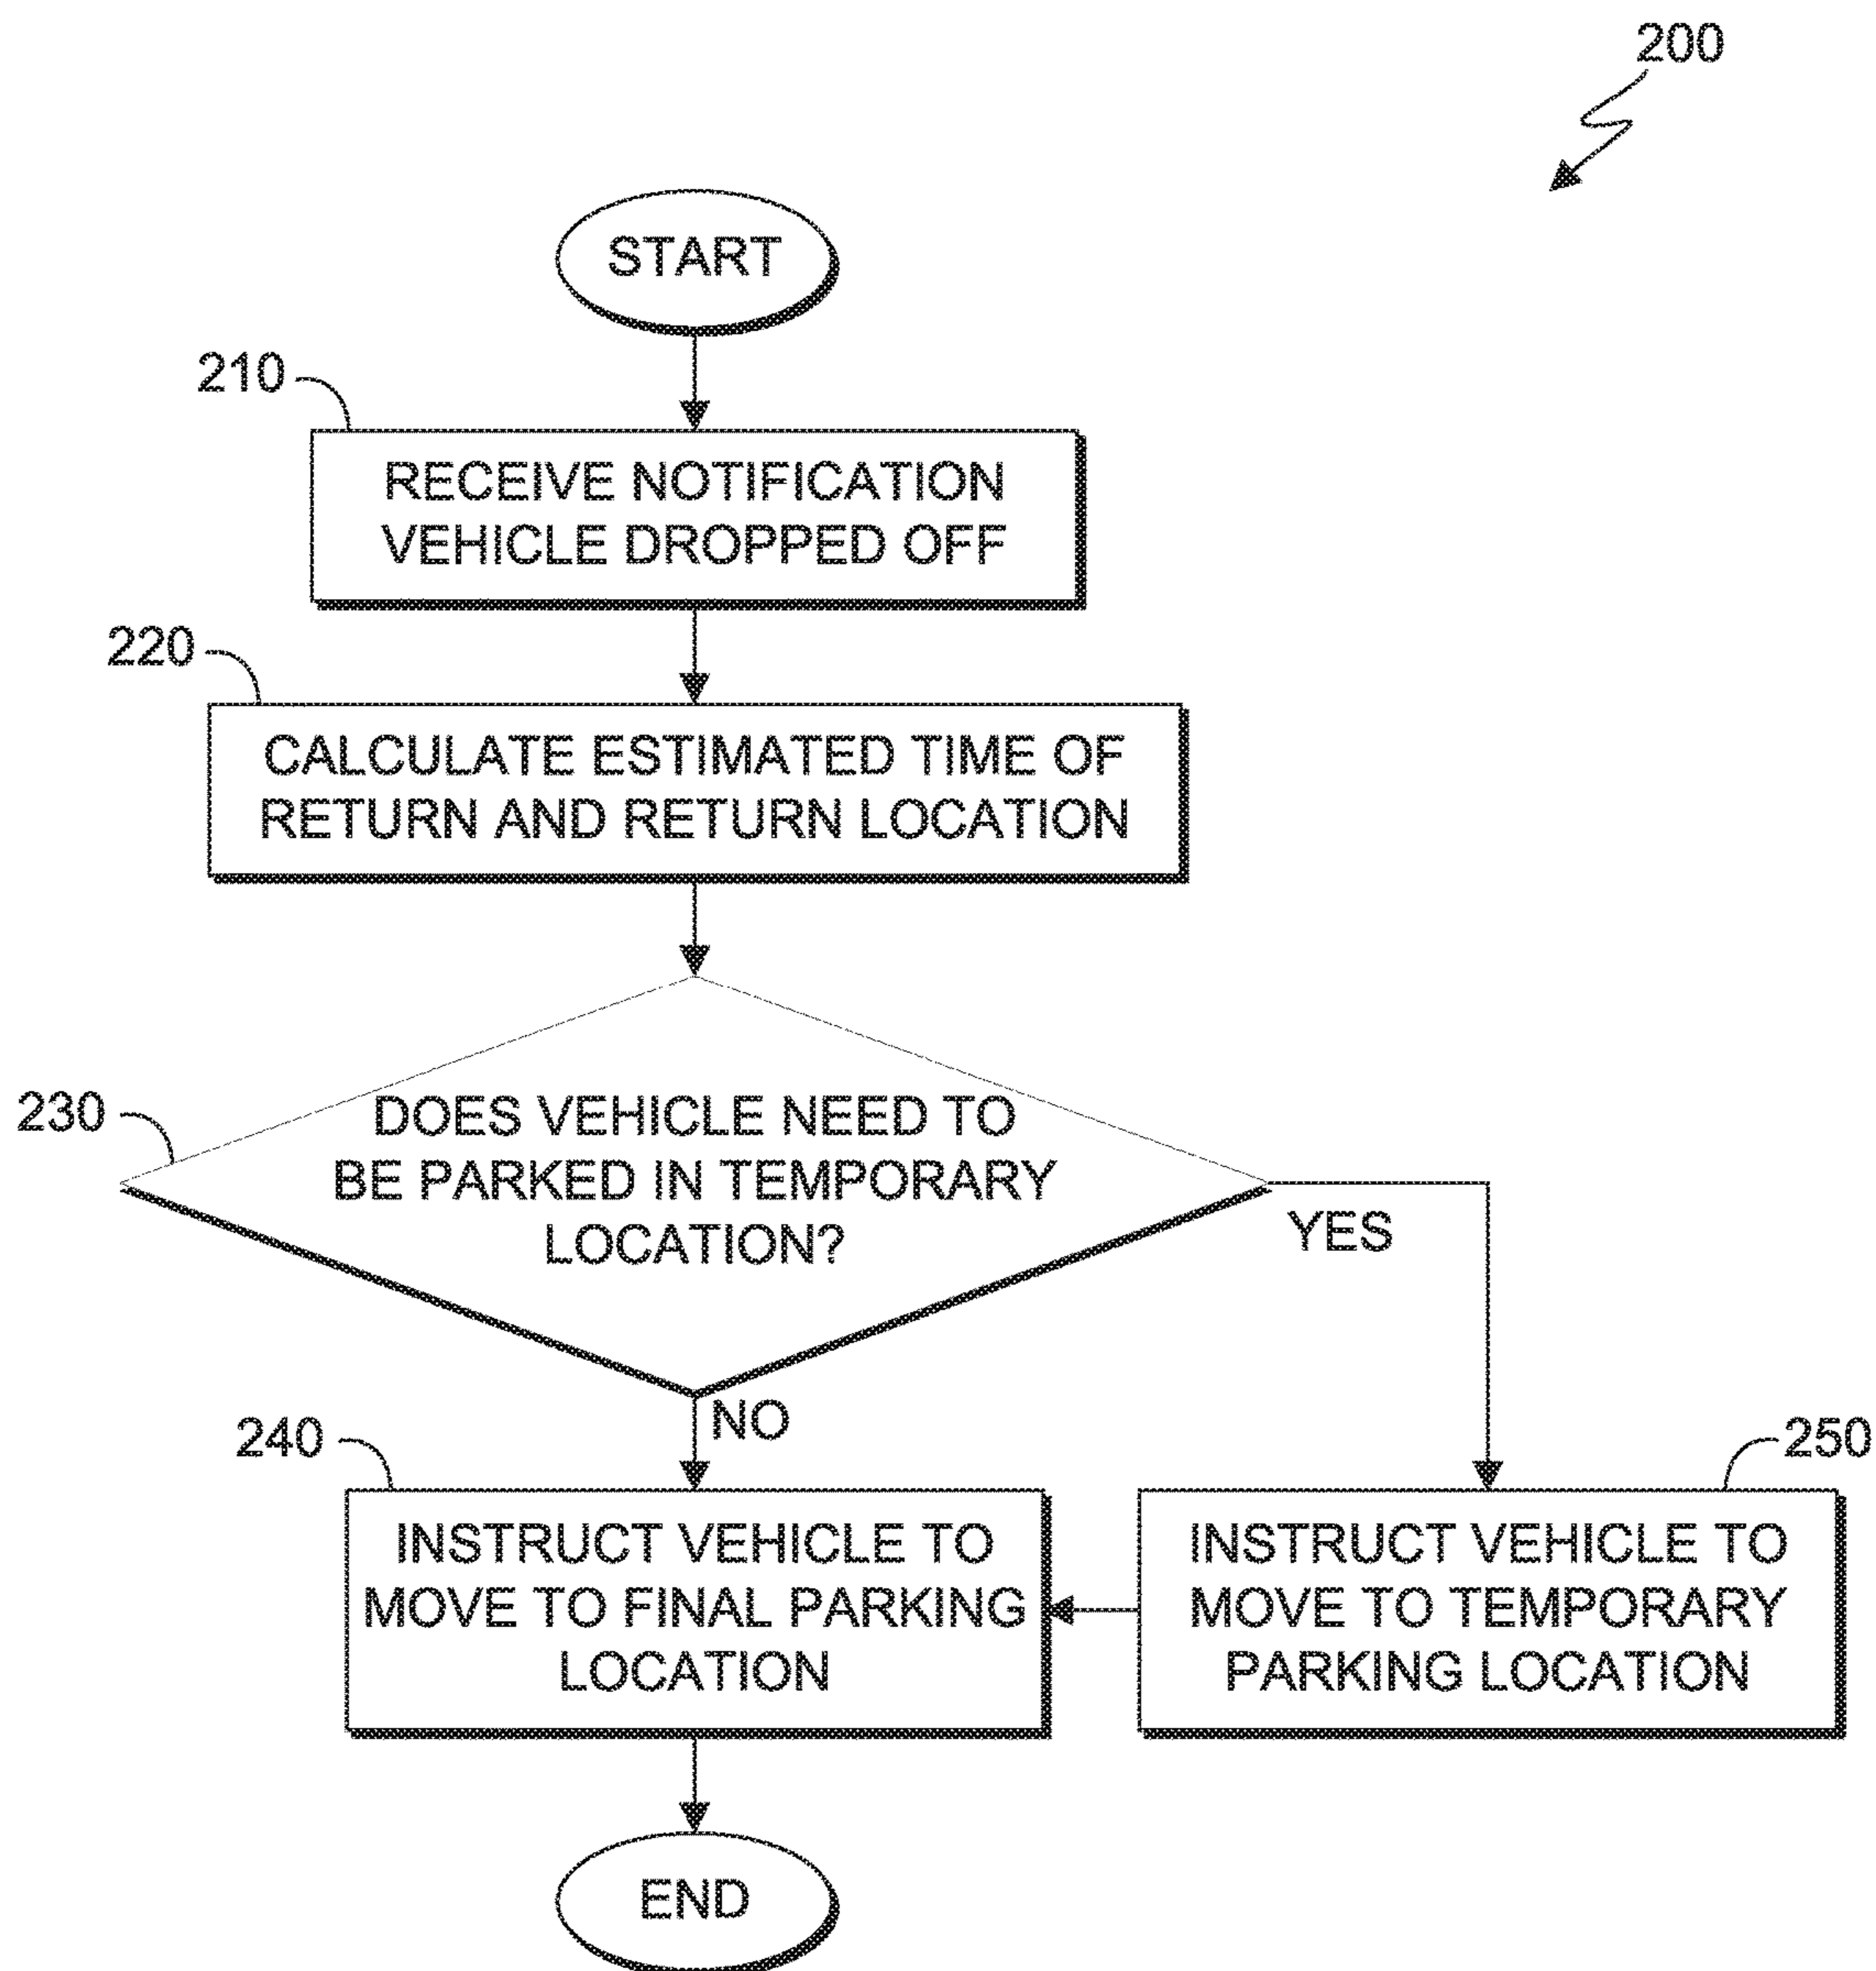 200
START
210
RECEIVE NOTIFICATION
VEHICLE DROPPED OFF
220
CALCULATE ESTIMATED TIME OF
RETURN AND RETURN LOCATION
230
DOES VEHICLE NEED TO
BE PARKED IN TEMPORARY
LOCATION?
YES
NO
240
INSTRUCT VEHICLE TO
MOVE TO FINAL PARKING
LOCATION
250
INSTRUCT VEHICLE TO
MOVE TO TEMPORARY
PARKING LOCATION
END